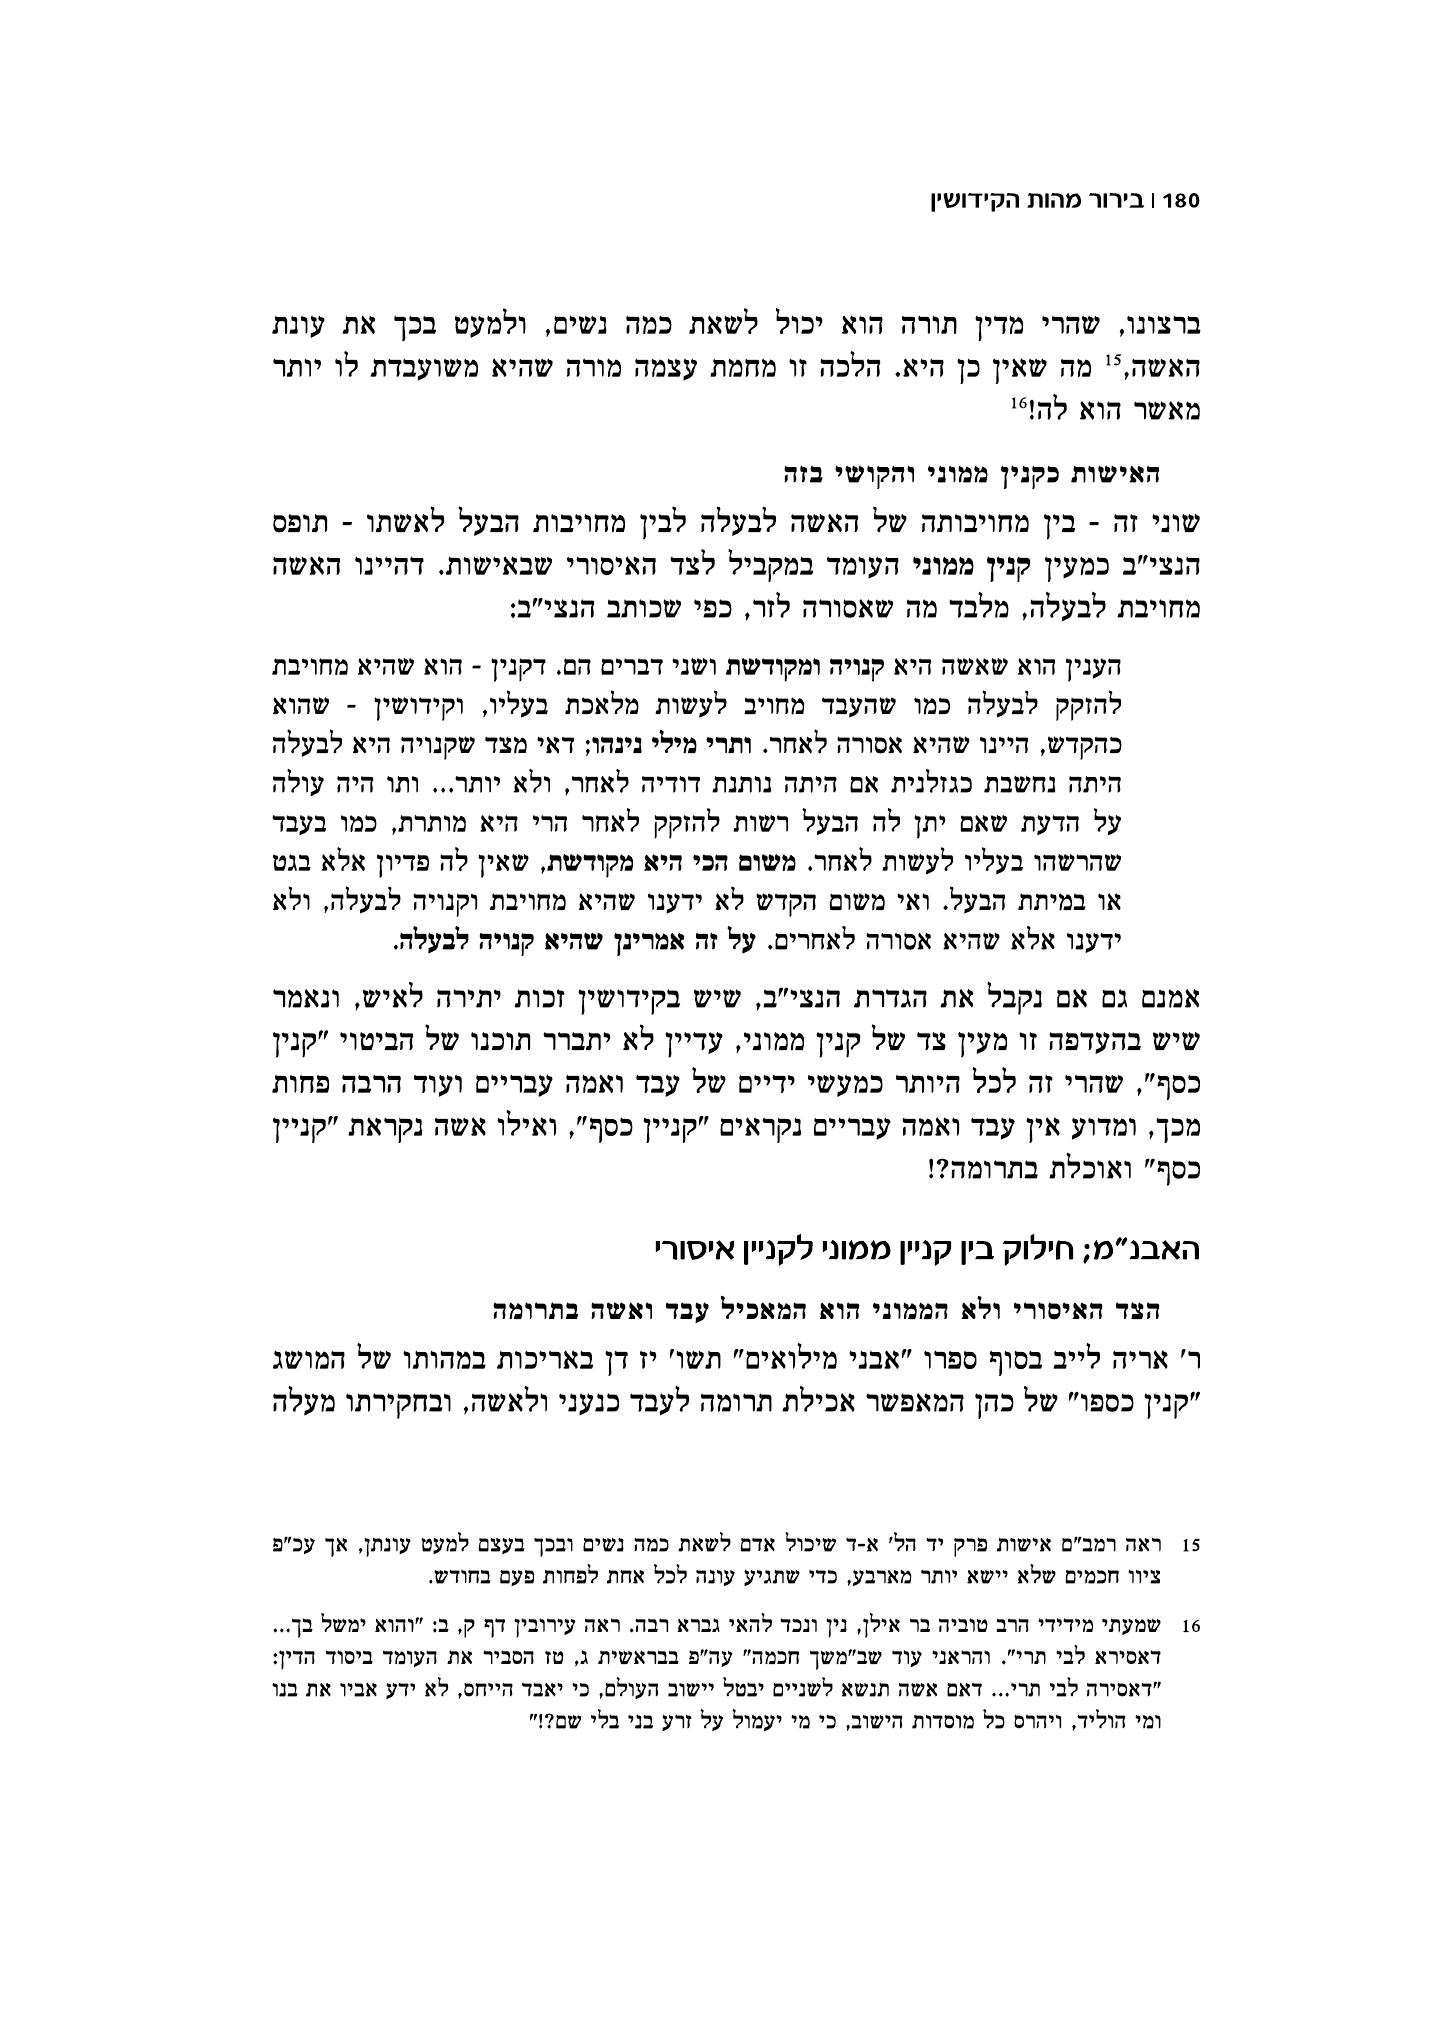 180 | בירור מהות הקידושין
ברצונו, שהרי מדין תורה הוא יכול לשאת כמה נשים, ולמעט בכך את עונת
האשה,15 מה שאין כן היא. הלכה זו מחמת עצמה מורה שהיא משועבדת לו יותר
מאשר הוא לה!16
האישות כקנין ממוני והקושי בזה
שוני זה - בין מחויבותה של האשה לבעלה לבין מחויבות הבעל לאשתו - תופס
הנצי"ב כמעין קנין ממוני העומד במקביל לצד האיסורי שבאישות. דהיינו האשה
מחויבת לבעלה, מלבד מה שאסורה לזר, כפי שכותב הנצי"ב:
הענין הוא שאשה היא קנויה ומקודשת ושני דברים הם. דקנין - הוא שהיא מחויבת
להזקק לבעלה כמו שהעבד מחויב לעשות מלאכת בעליו, וקידושין - שהוא
כהקדש, היינו שהיא אסורה לאחר. ותרי מילי נינהו; דאי מצד שקנויה היא לבעלה
היתה נחשבת כגזלנית אם היתה נותנת דודיה לאחר, ולא יותר... ותו היה עולה
על הדעת שאם יתן לה הבעל רשות להזקק לאחר הרי היא מותרת, כמו בעבד
שהרשהו בעליו לעשות לאחר. משום הכי היא מקודשת, שאין לה פדיון אלא בגט
או במיתת הבעל. ואי משום הקדש לא ידענו שהיא מחויבת וקנויה לבעלה, ולא
ידענו אלא שהיא אסורה לאחרים. על זה אמרינן שהיא קנויה לבעלה.
אמנם גם אם נקבל את הגדרת הנצי"ב, שיש בקידושין זכות יתירה לאיש, ונאמר
שיש בהעדפה זו מעין צד של קנין ממוני, עדיין לא יתברר תוכנו של הביטוי "קנין
כסף", שהרי זה לכל היותר כמעשי ידיים של עבד ואמה עבריים ועוד הרבה פחות
מכך, ומדוע אין עבד ואמה עבריים נקראים "קניין כסף", ואילו אשה נקראת "קניין
כסף" ואוכלת בתרומה?!
האבנ"מ; חילוק בין קניין ממוני לקניין איסורי
הצד האיסורי ולא הממוני הוא המאכיל עבד ואשה בתרומה
ר' אריה לייב בסוף ספרו "אבני מילואים" תשו' יז דן באריכות במהותו של המושג
"קנין כספו" של כהן המאפשר אכילת תרומה לעבד כנעני ולאשה, ובחקירתו מעלה
15 ראה רמב"ם אישות פרק יד הל' א-ד שיכול אדם לשאת כמה נשים ובכך בעצם למעט עונתן, אך עכ"פ
ציוו חכמים שלא יישא יותר מארבע, כדי שתגיע עונה לכל אחת לפחות פעם בחודש.
16 שמעתי מידידי הרב טוביה בר אילן, נין ונכד להאי גברא רבה. ראה עירובין דף ק, ב: "והוא ימשל בך...
דאסירא לבי תרי". והראני עוד שב"משך חכמה" עה"פ בבראשית ג, טז הסביר את העומד ביסוד הדין:
"דאסירה לבי תרי... דאם אשה תנשא לשניים יבטל יישוב העולם, כי יאבד הייחס, לא ידע אביו את בנו
ומי הוליד, ויהרס כל מוסדות הישוב, כי מי יעמול על זרע בני בלי שם?!"